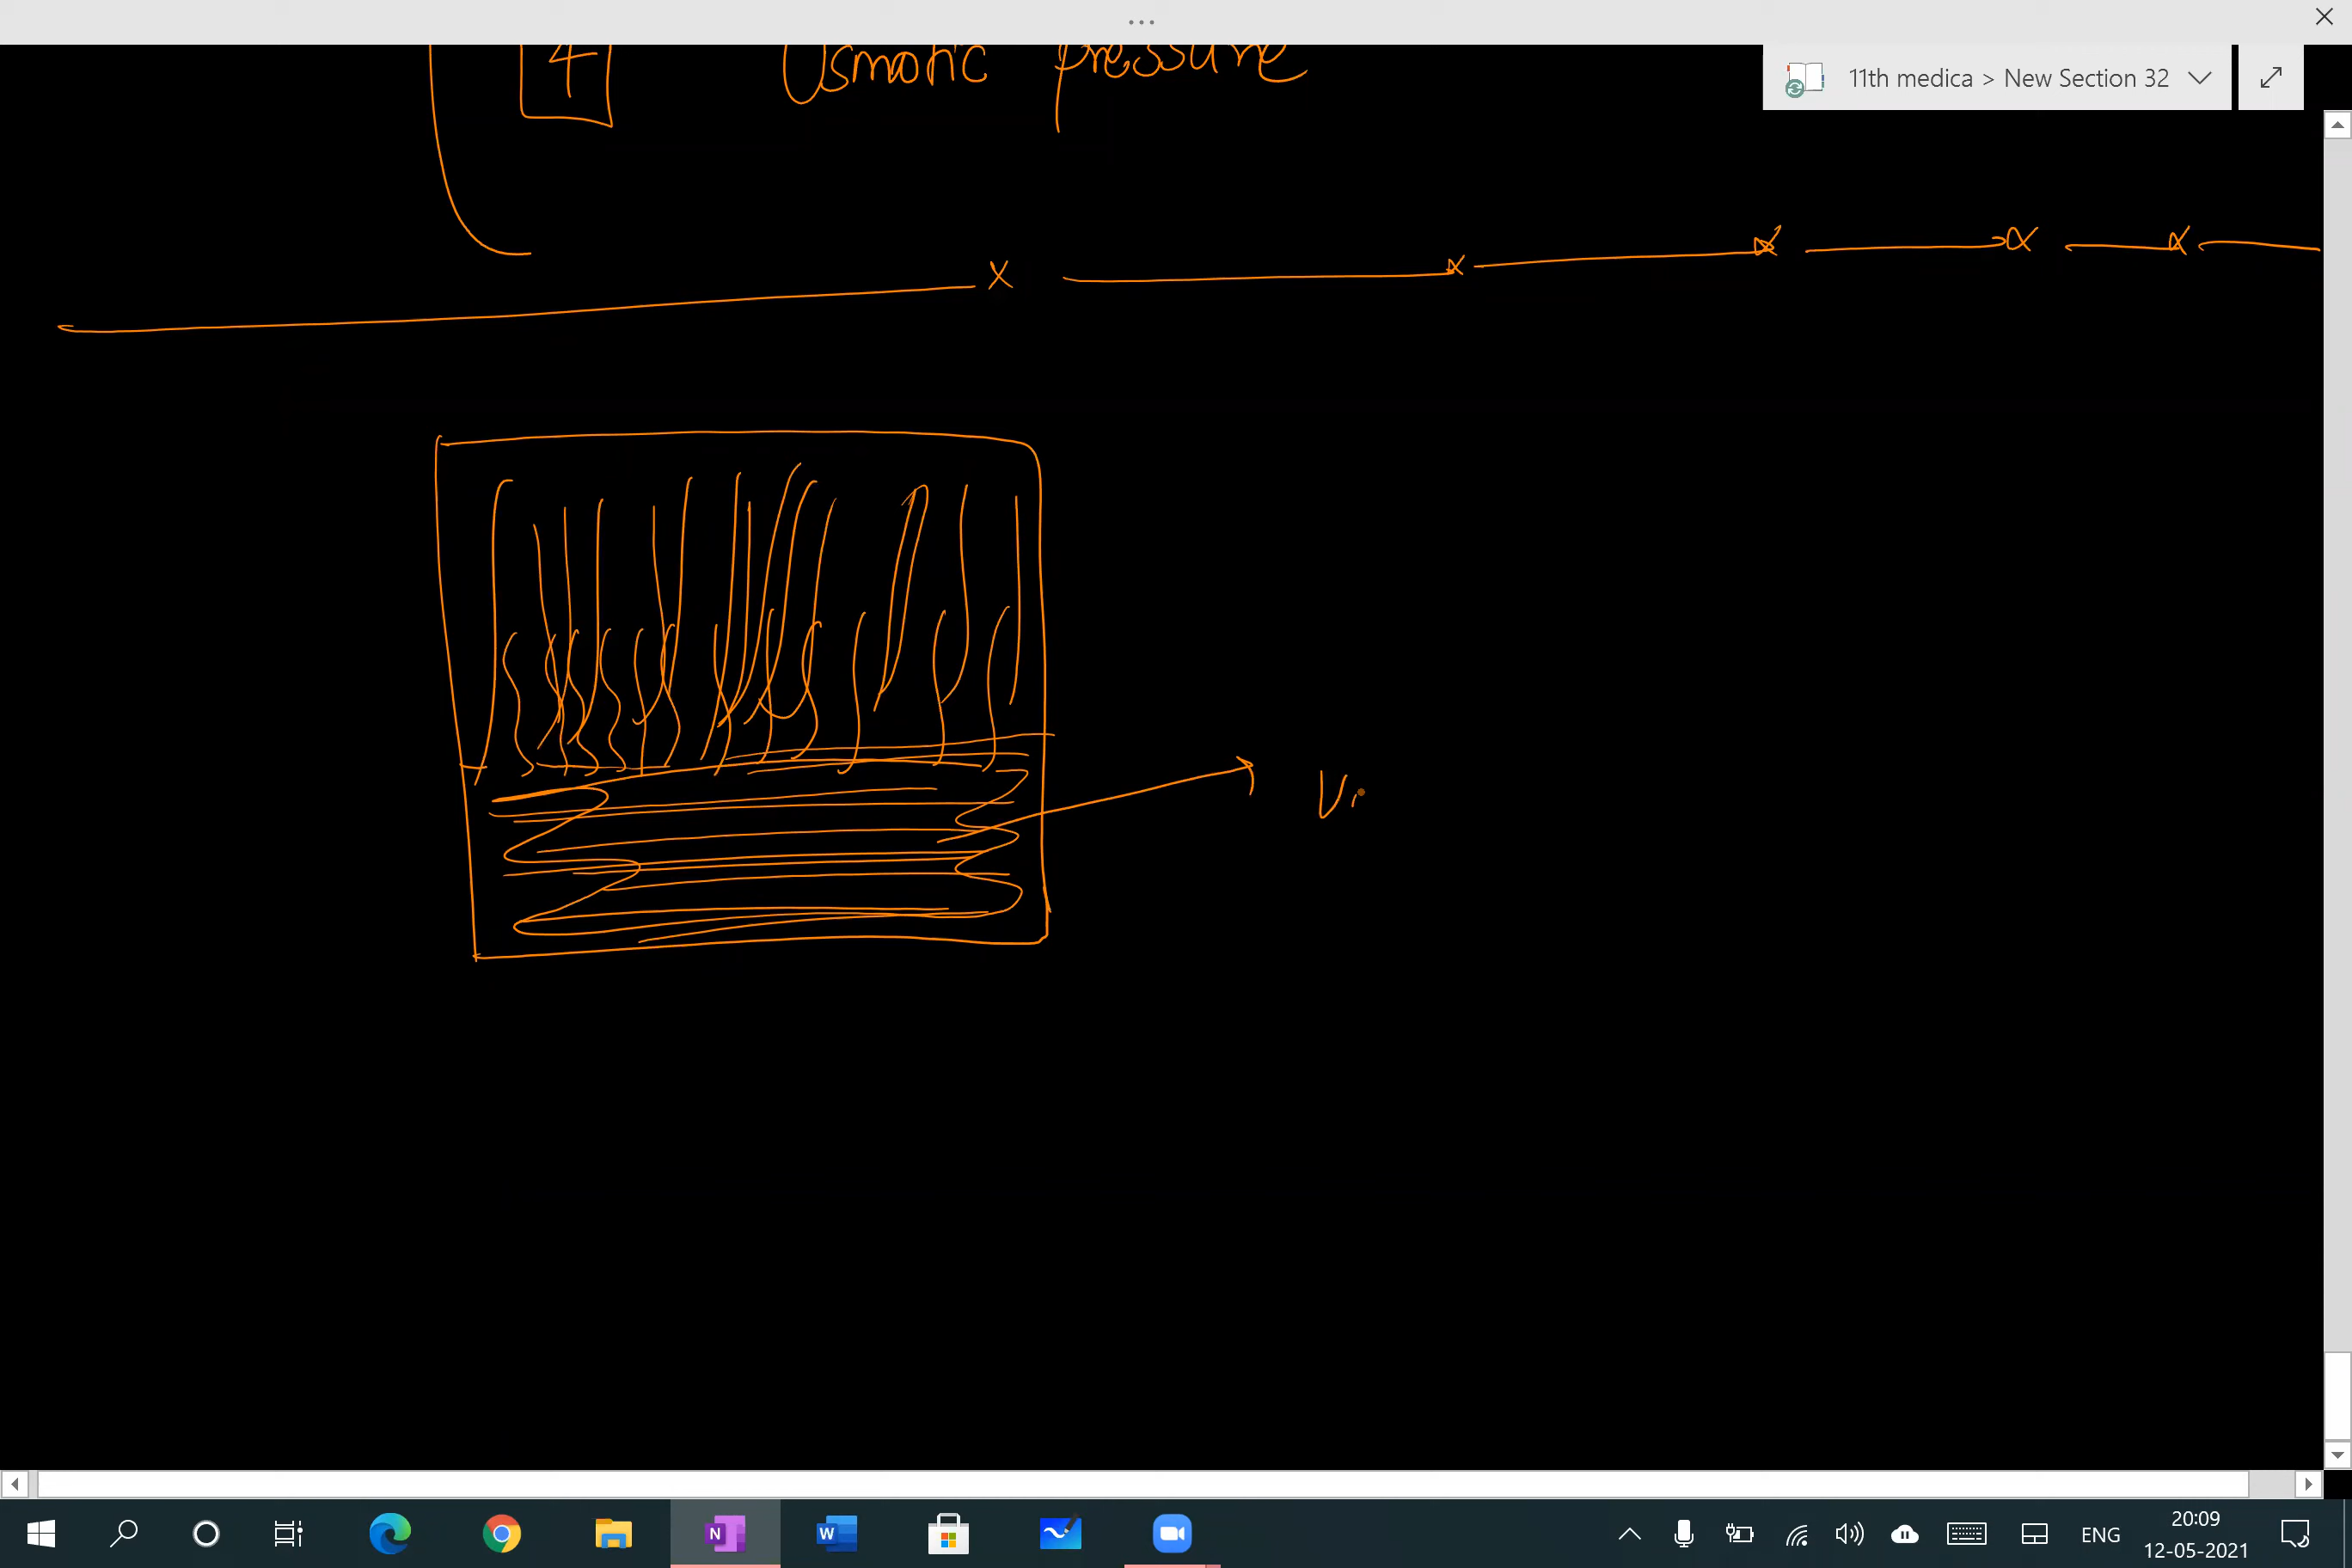 ...
11th medica > New Section 32
4 Osmotic pressure
x x x x x
V
N
W
ENG
20:09
12-05-2021